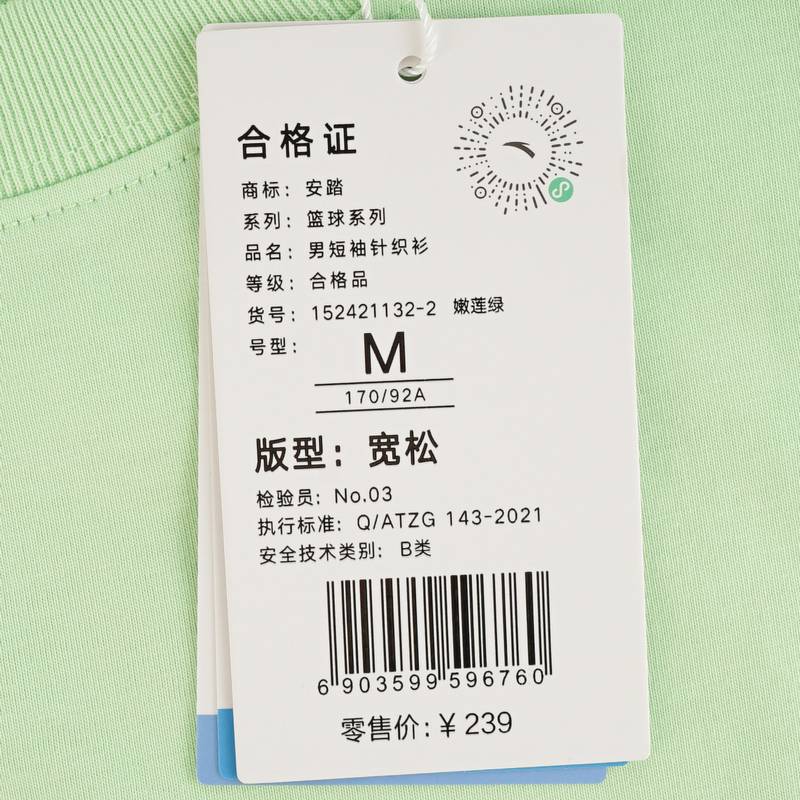 合格证
商标：安踏
系列：篮球系列
品名：男短袖针织衫
等级：合格品
货号：152421132-2 嫩莲绿
号型：M
170/92A
版型：宽松
检验员：No.03
执行标准：Q/ATZG 143-2021
安全技术类别：B类
6903599596760
零售价：¥239